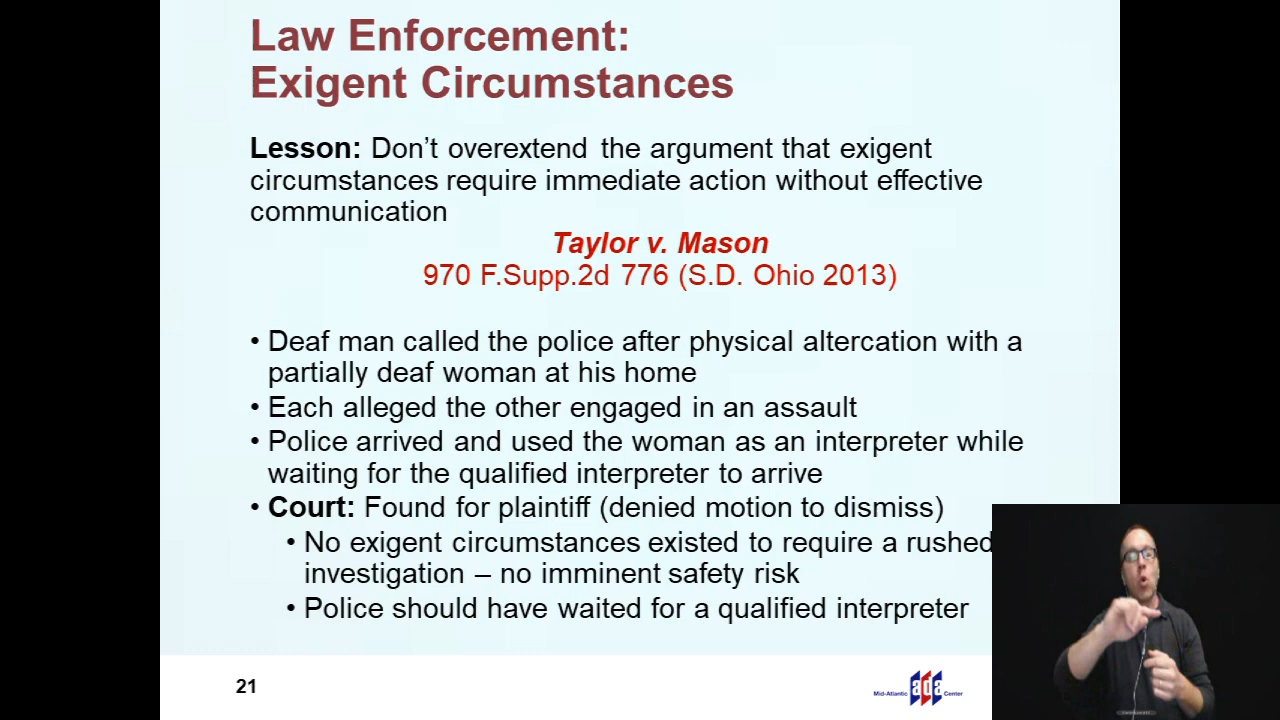 Law Enforcement:
Exigent Circumstances
Lesson: Don't overextend the argument that exigent
circumstances require immediate action without effective
communication
Taylor v. Mason
970 F.Supp.2d 776 (S.D. Ohio 2013)
• Deaf man called the police after physical altercation with a
partially deaf woman at his home
• Each alleged the other engaged in an assault
• Police arrived and used the woman as an interpreter while
waiting for the qualified interpreter to arrive
• Court: Found for plaintiff (denied motion to dismiss)
• No exigent circumstances existed to require a rushed
investigation – no imminent safety risk
• Police should have waited for a qualified interpreter
21
Mid-Atlantic ada Center